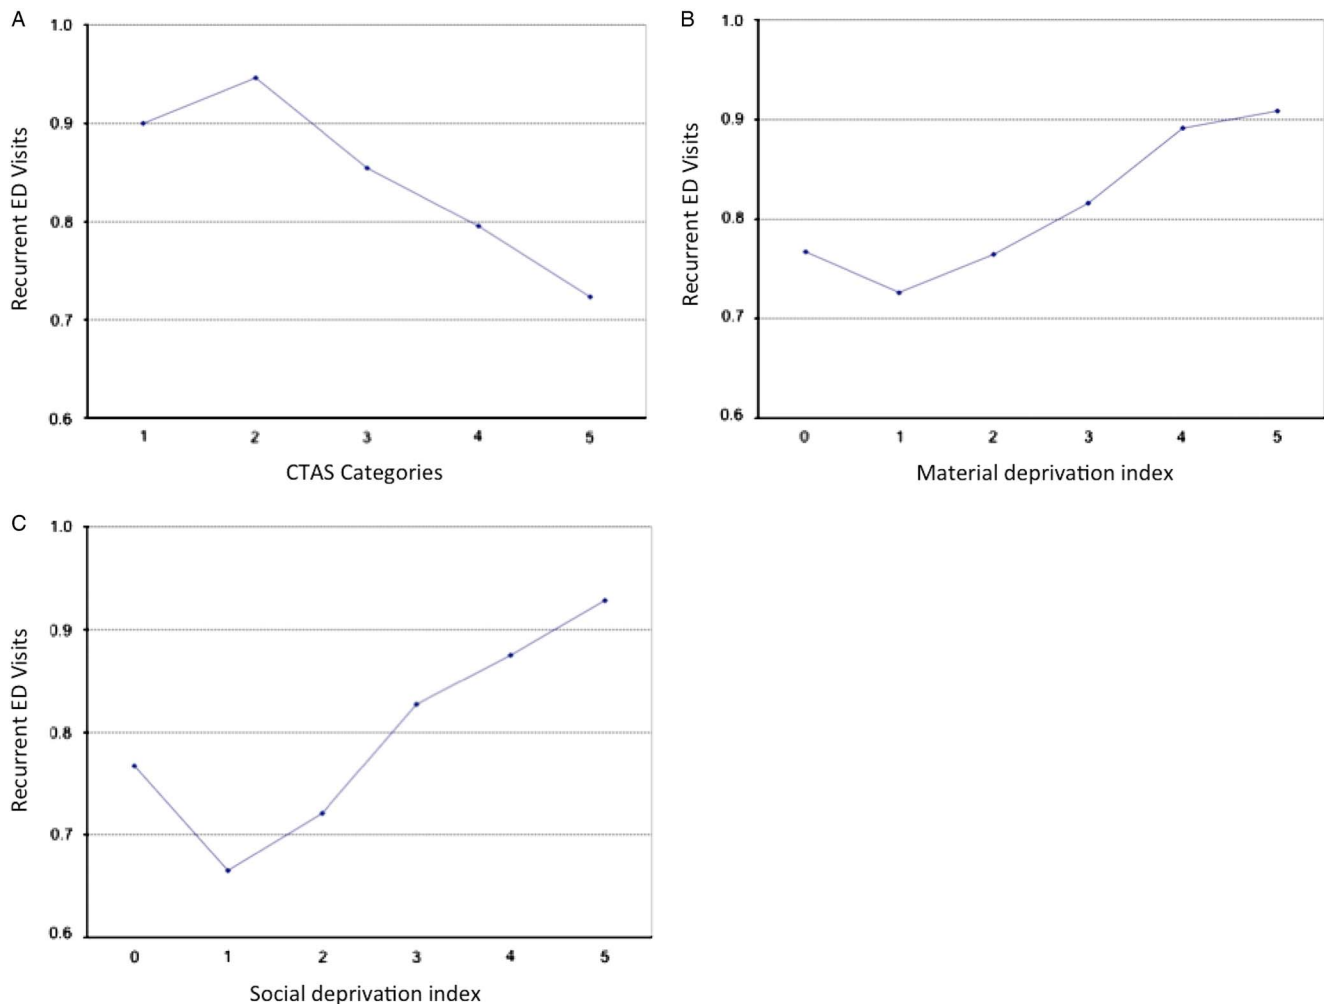 A
Recurrent ED Visits
1.0
0.9
0.8
0.7
0.6
1 2 3 4 5
CTAS Categories
B
Recurrent ED Visits
1.0
0.9
0.8
0.7
0.6
0 1 2 3 4 5
Material deprivation index
C
Recurrent ED Visits
1.0
0.9
0.8
0.7
0.6
0 1 2 3 4 5
Social deprivation index